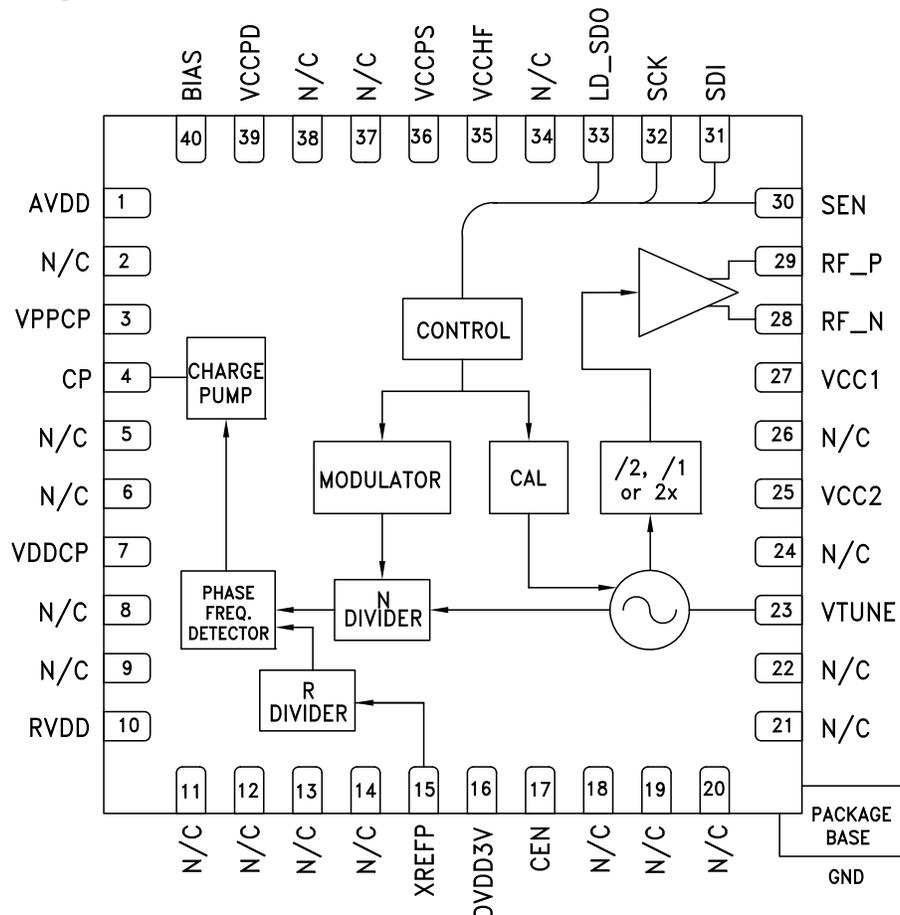 BIAS
VCCPD
N/C
N/C
VCCPS
VCCHF
N/C
LD_SDO
SCK
SDI
40
39
38
37
36
35
34
33
32
31
AVDD
1
30
SEN
N/C
2
29
RF_P
VPPCP
3
28
RF_N
CONTROL
CP
4
CHARGE
PUMP
27
VCC1
N/C
5
26
N/C
MODULATOR
CAL
/2, /1
or 2x
N/C
6
25
VCC2
VDDCP
7
24
N/C
PHASE
FREQ.
DETECTOR
N
DIVIDER
N/C
8
23
VTUNE
N/C
9
22
N/C
R
DIVIDER
RVDD
10
21
N/C
11
12
13
14
15
16
17
18
19
20
N/C
N/C
N/C
N/C
XREFP
DVDD3V
CEN
N/C
N/C
N/C
PACKAGE
BASE
GND